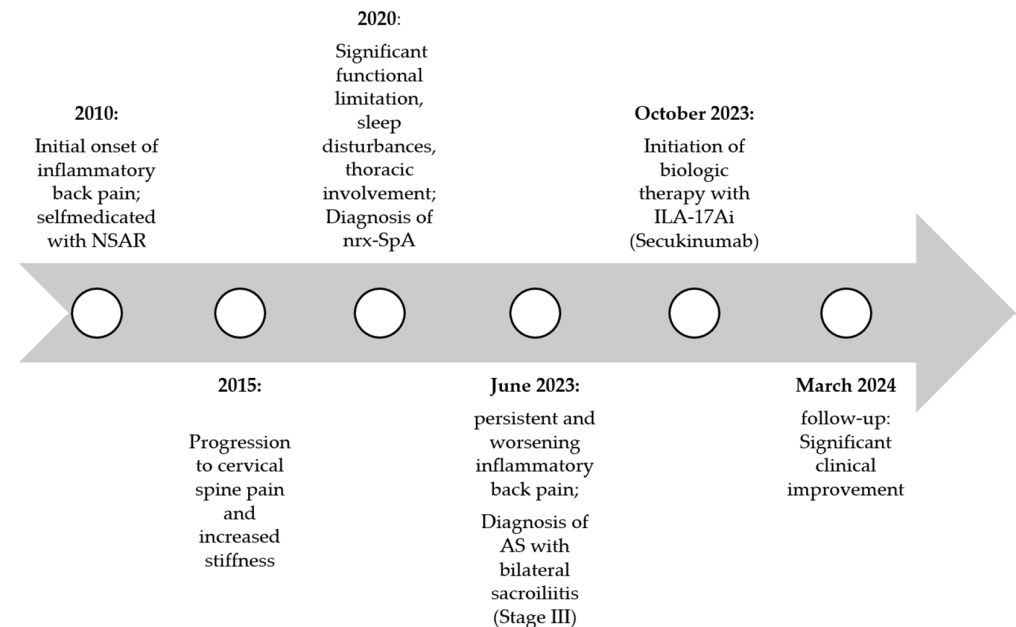 2010:
Initial onset of
inflammatory
back pain;
selfmedicated
with NSAR
2015:
Progression
to cervical
spine pain
and
increased
stiffness
2020:
Significant
functional
limitation,
sleep
disturbances,
thoracic
involvement;
Diagnosis of
nrx-SpA
June 2023:
persistent and
worsening
inflammatory
back pain;
Diagnosis of
AS with
bilateral
sacroiliitis
(Stage III)
October 2023:
Initiation of
biologic
therapy with
ILA-17Ai
(Secukinumab)
March 2024
follow-up:
Significant
clinical
improvement